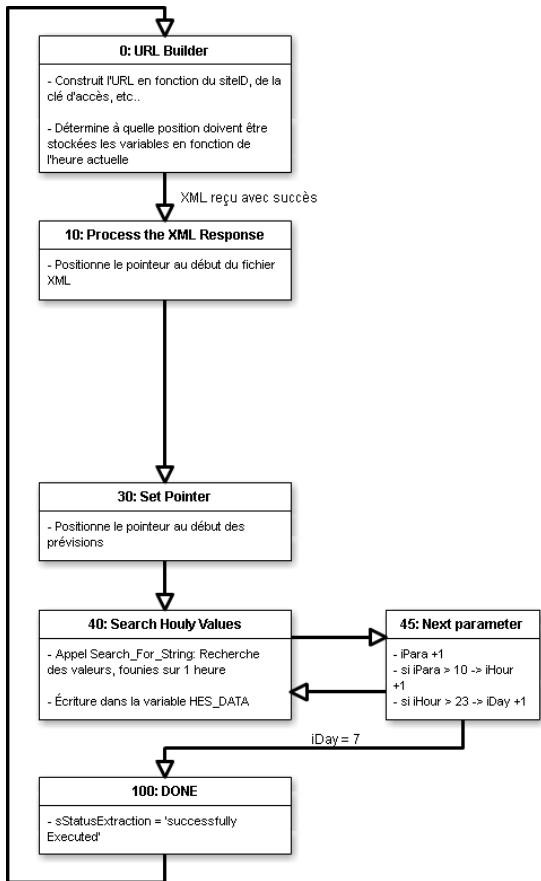 0: URL Builder
- Construit l'URL en fonction du siteID, de la
clé d'accès, etc..
- Détermine à quelle position doivent être
stockées les variables en fonction de
l'heure actuelle
XML reçu avec succès
10: Process the XML Response
- Positionne le pointeur au début du fichier
XML
30: Set Pointer
- Positionne le pointeur au début des
prévisions
40: Search Houly Values
- Appel Search_For_String: Recherche
des valeurs, founies sur 1 heure
- Écriture dans la variable HES_DATA
45: Next parameter
- iPara +1
- si iPara > 10 -> iHour
+1
- si iHour > 23 -> iDay +1
iDay = 7
100: DONE
- sStatusExtraction = 'successfully
Executed'